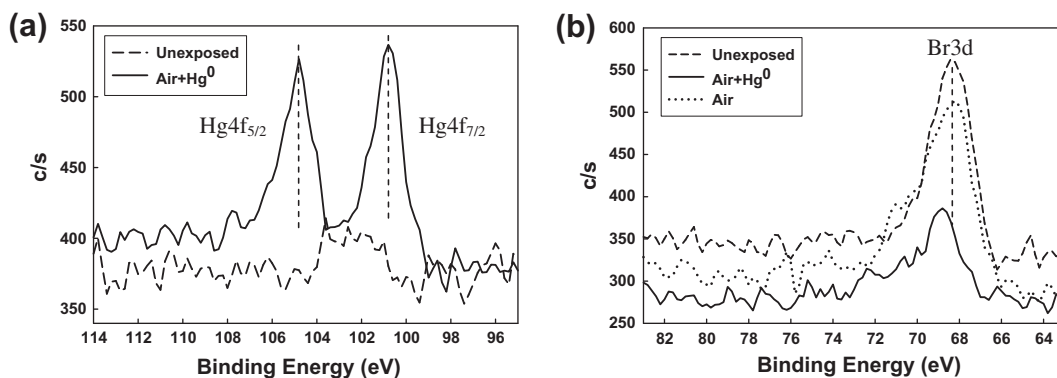 (a)
550
500
450
400
350
c/s
Unexposed
Air+Hg⁰
Hg4f₅/₂
Hg4f₇/₂
114 112 110 108 106 104 102 100 98 96
Binding Energy (eV)
(b)
600
550
500
450
400
350
300
250
c/s
Unexposed
Air+Hg⁰
Air
Br3d
82 80 78 76 74 72 70 68 66 64
Binding Energy (eV)